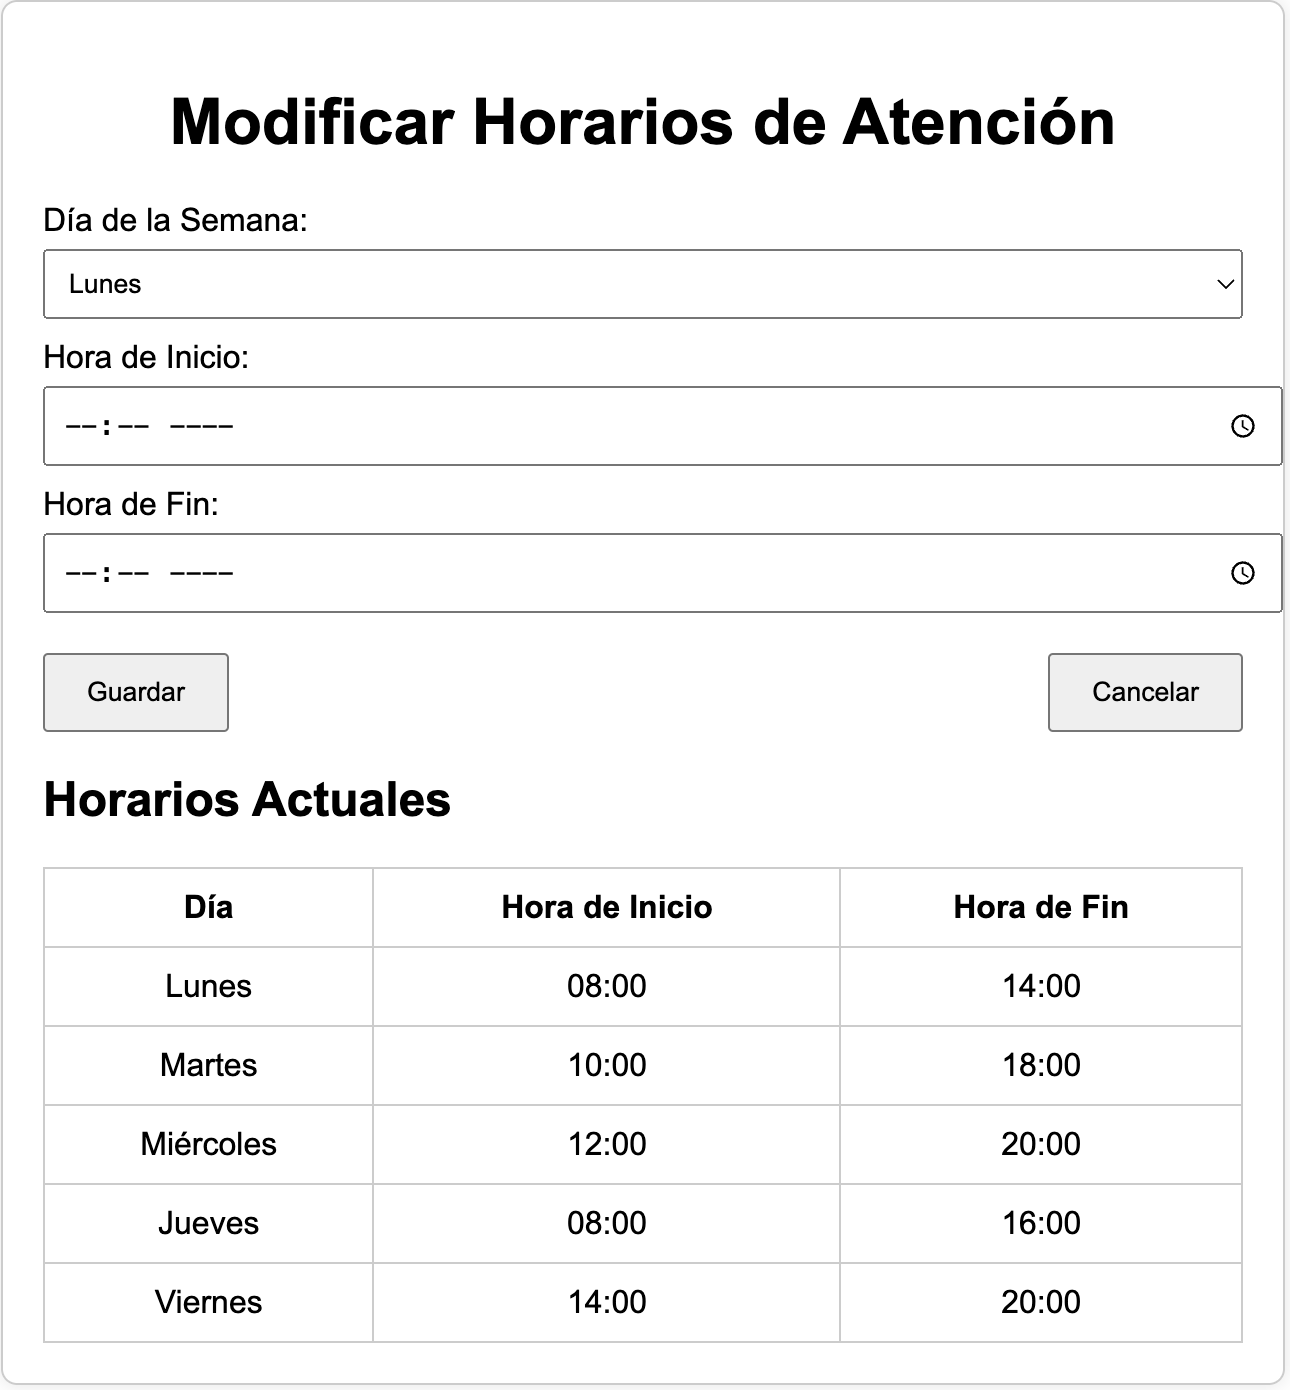 Modificar Horarios de Atención
Día de la Semana:
Lunes
Hora de Inicio:
--:-- ----
Hora de Fin:
--:-- ----
Guardar Cancelar
Horarios Actuales
Día Hora de Inicio Hora de Fin
Lunes 08:00 14:00
Martes 10:00 18:00
Miércoles 12:00 20:00
Jueves 08:00 16:00
Viernes 14:00 20:00